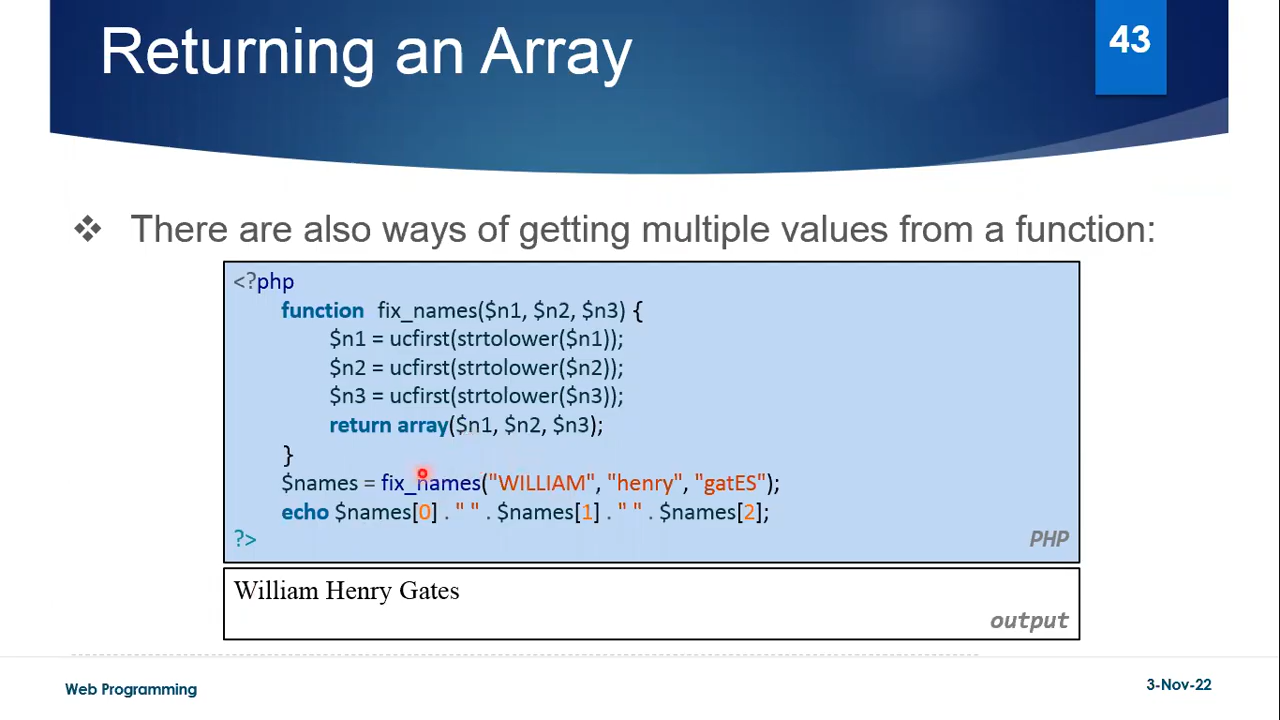 Returning an Array
43
❖ There are also ways of getting multiple values from a function:
<?php
function fix_names($n1, $n2, $n3) {
$n1 = ucfirst(strtolower($n1));
$n2 = ucfirst(strtolower($n2));
$n3 = ucfirst(strtolower($n3));
return array($n1, $n2, $n3);
}
$names = fix_names("WILLIAM", "henry", "gatES");
echo $names[0] . " " . $names[1] . " " . $names[2];
?>
PHP
William Henry Gates
output
Web Programming
3-Nov-22